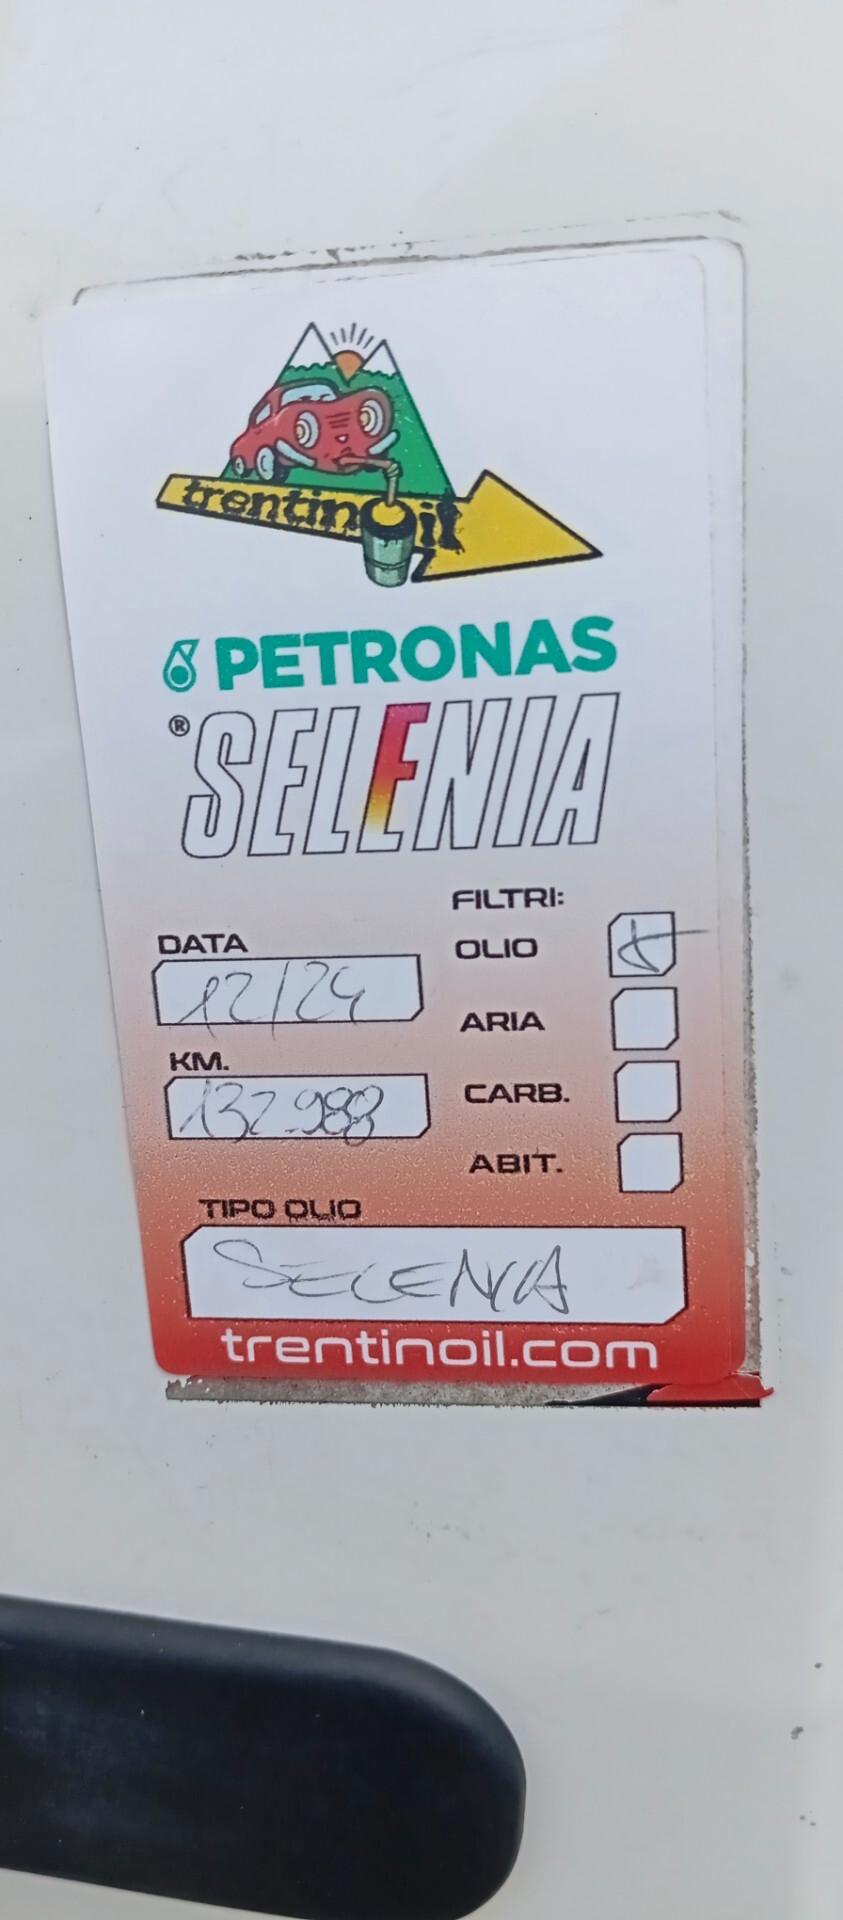 trentinoil
PETRONAS
®SELENIA
FILTRI:
DATA
12/24
OLIO
ARIA
KM.
132.988
CARB.
ABIT.
TIPO OLIO
SELENIA
trentinoil.com